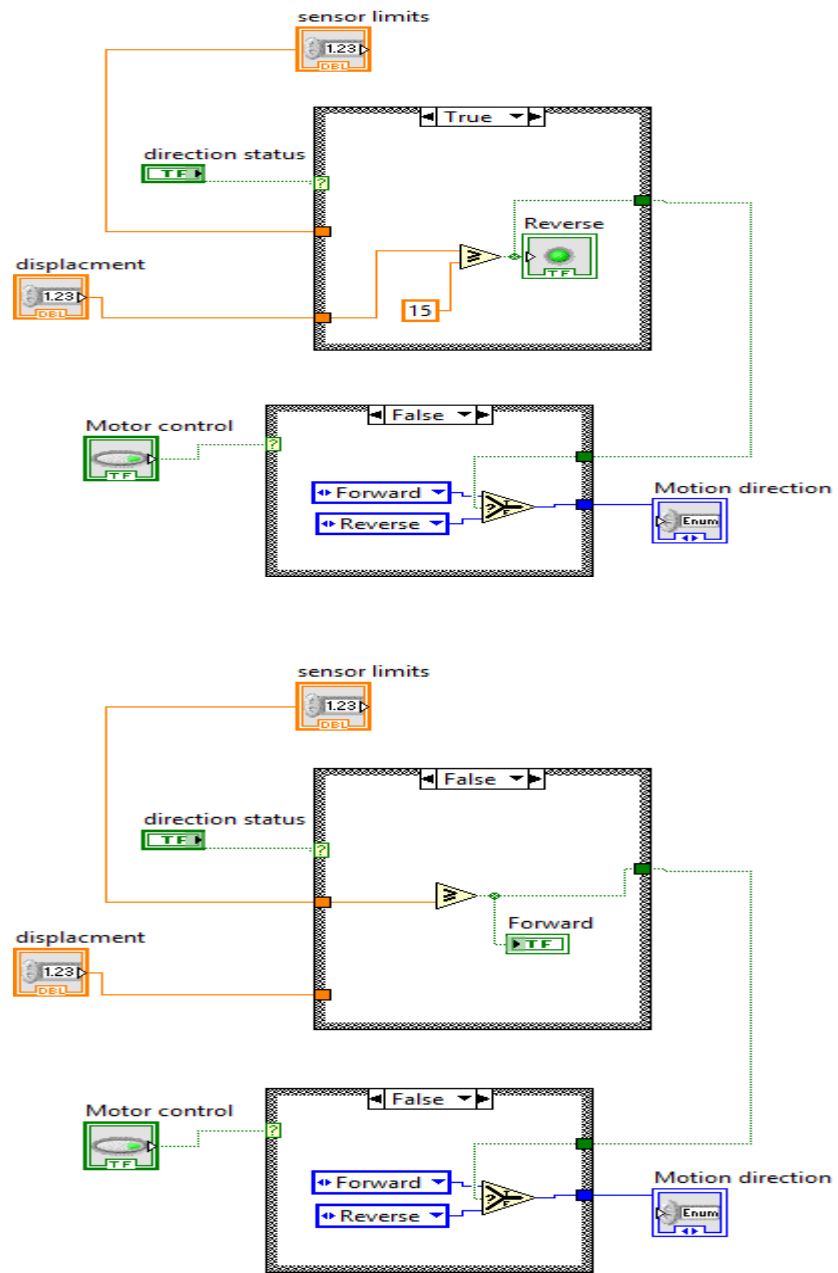 sensor limits
1.23
DBL
True
direction status
TF
?
Reverse
TF
displacment
1.23
DBL
≥
15
Motor control
TF
False
?
Forward
Reverse
?
T
F
Motion direction
Enum
sensor limits
1.23
DBL
False
direction status
TF
?
≥
Forward
TF
displacment
1.23
DBL
Motor control
TF
False
?
Forward
Reverse
?
T
F
Motion direction
Enum